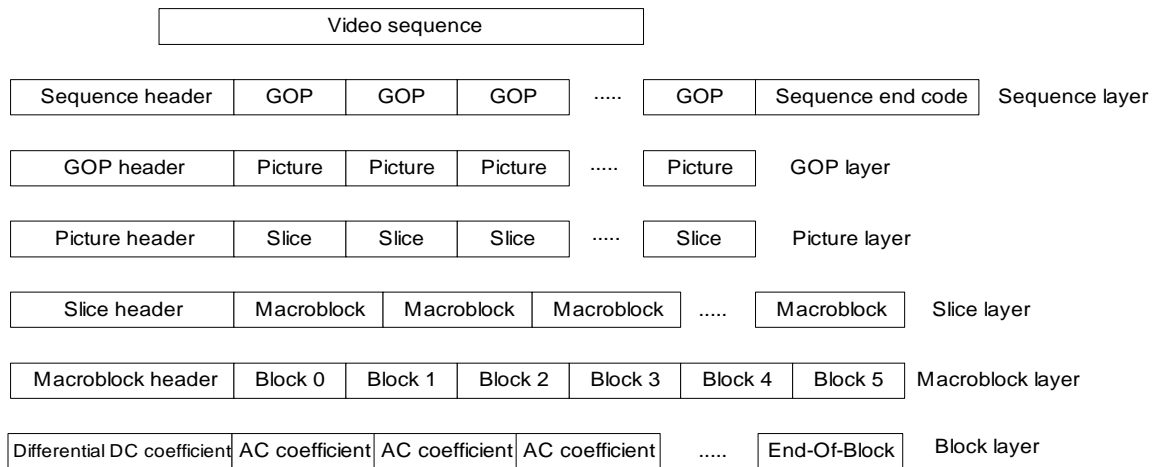 Video sequence
Sequence header GOP GOP GOP ..... GOP Sequence end code Sequence layer
GOP header Picture Picture Picture ..... Picture GOP layer
Picture header Slice Slice Slice ..... Slice Picture layer
Slice header Macroblock Macroblock Macroblock ..... Macroblock Slice layer
Macroblock header Block 0 Block 1 Block 2 Block 3 Block 4 Block 5 Macroblock layer
Differential DC coefficient AC coefficient AC coefficient AC coefficient ..... End-Of-Block Block layer